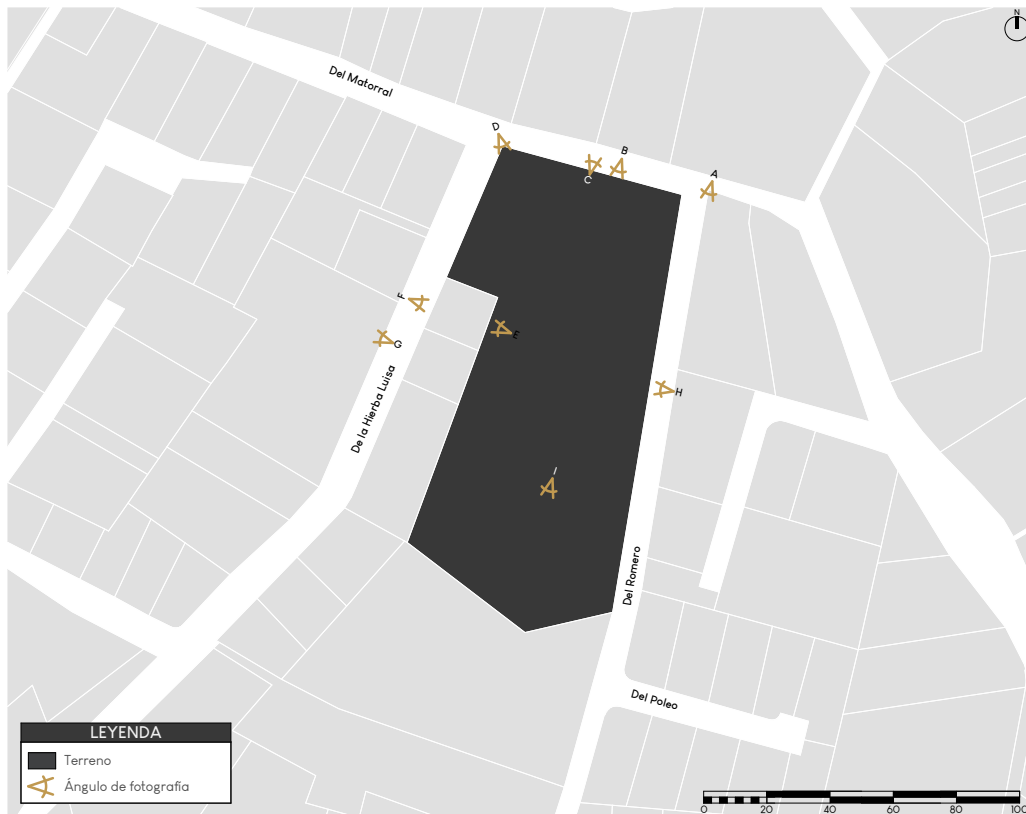 N
Del Matorral
D
B
C
A
F
E
G
De la Hierba Luisa
H
I
Del Romero
Del Poleo
LEYENDA
Terreno
Ángulo de fotografía
0 20 40 60 80 100